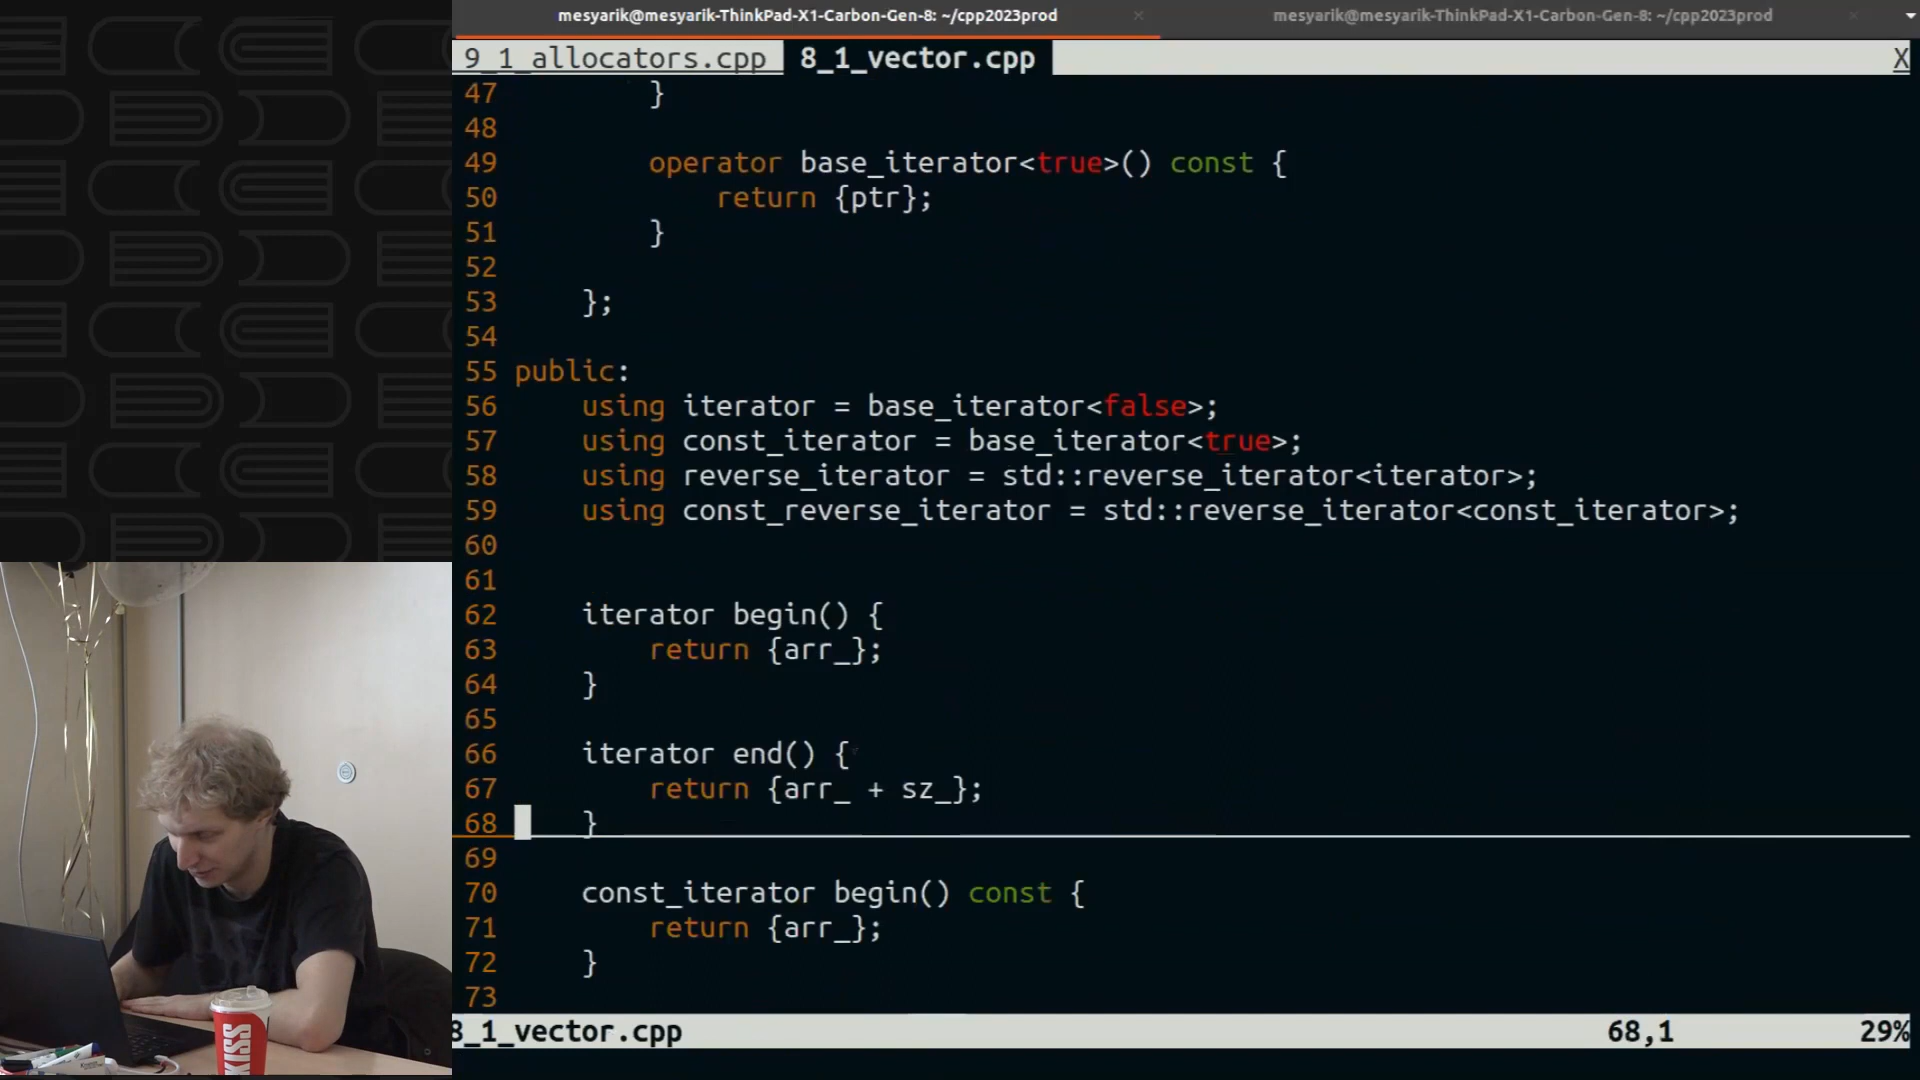 mesyarik@mesyarik-ThinkPad-X1-Carbon-Gen-8: ~/cpp2023prod × mesyarik@mesyarik-ThinkPad-X1-Carbon-Gen-8: ~/cpp2023prod ×
9_1_allocators.cpp 8_1_vector.cpp X
47 }
48
49 operator base_iterator<true>() const {
50 return {ptr};
51 }
52
53 };
54
55 public:
56 using iterator = base_iterator<false>;
57 using const_iterator = base_iterator<true>;
58 using reverse_iterator = std::reverse_iterator<iterator>;
59 using const_reverse_iterator = std::reverse_iterator<const_iterator>;
60
61
62 iterator begin() {
63 return {arr_};
64 }
65
66 iterator end() {
67 return {arr_ + sz_};
68 }
69
70 const_iterator begin() const {
71 return {arr_};
72 }
73
8_1_vector.cpp 68,1 29%
KISS